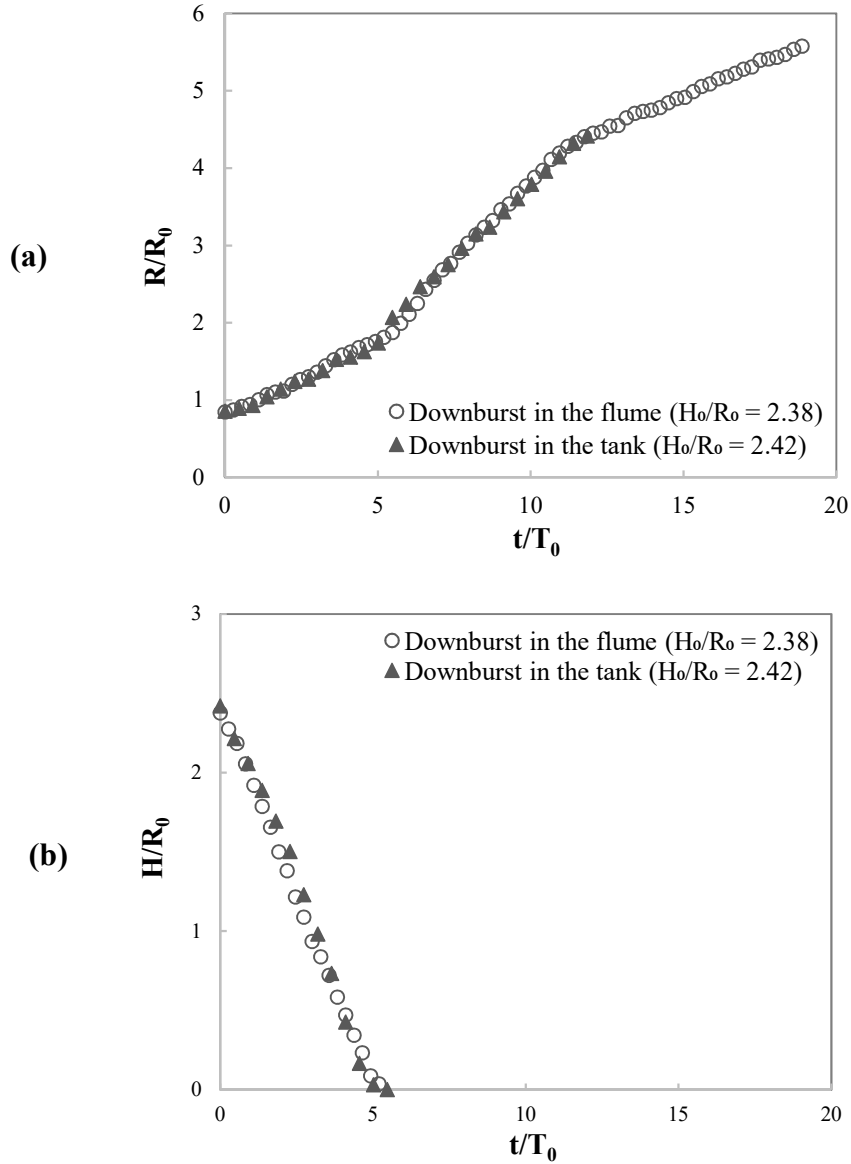 6
5
4
3
2
1
0
(a)
R/R₀
○ Downburst in the flume (H₀/R₀ = 2.38)
▲ Downburst in the tank (H₀/R₀ = 2.42)
0 5 10 15 20
t/T₀
3
2
1
0
(b)
H/R₀
○ Downburst in the flume (H₀/R₀ = 2.38)
▲ Downburst in the tank (H₀/R₀ = 2.42)
0 5 10 15 20
t/T₀